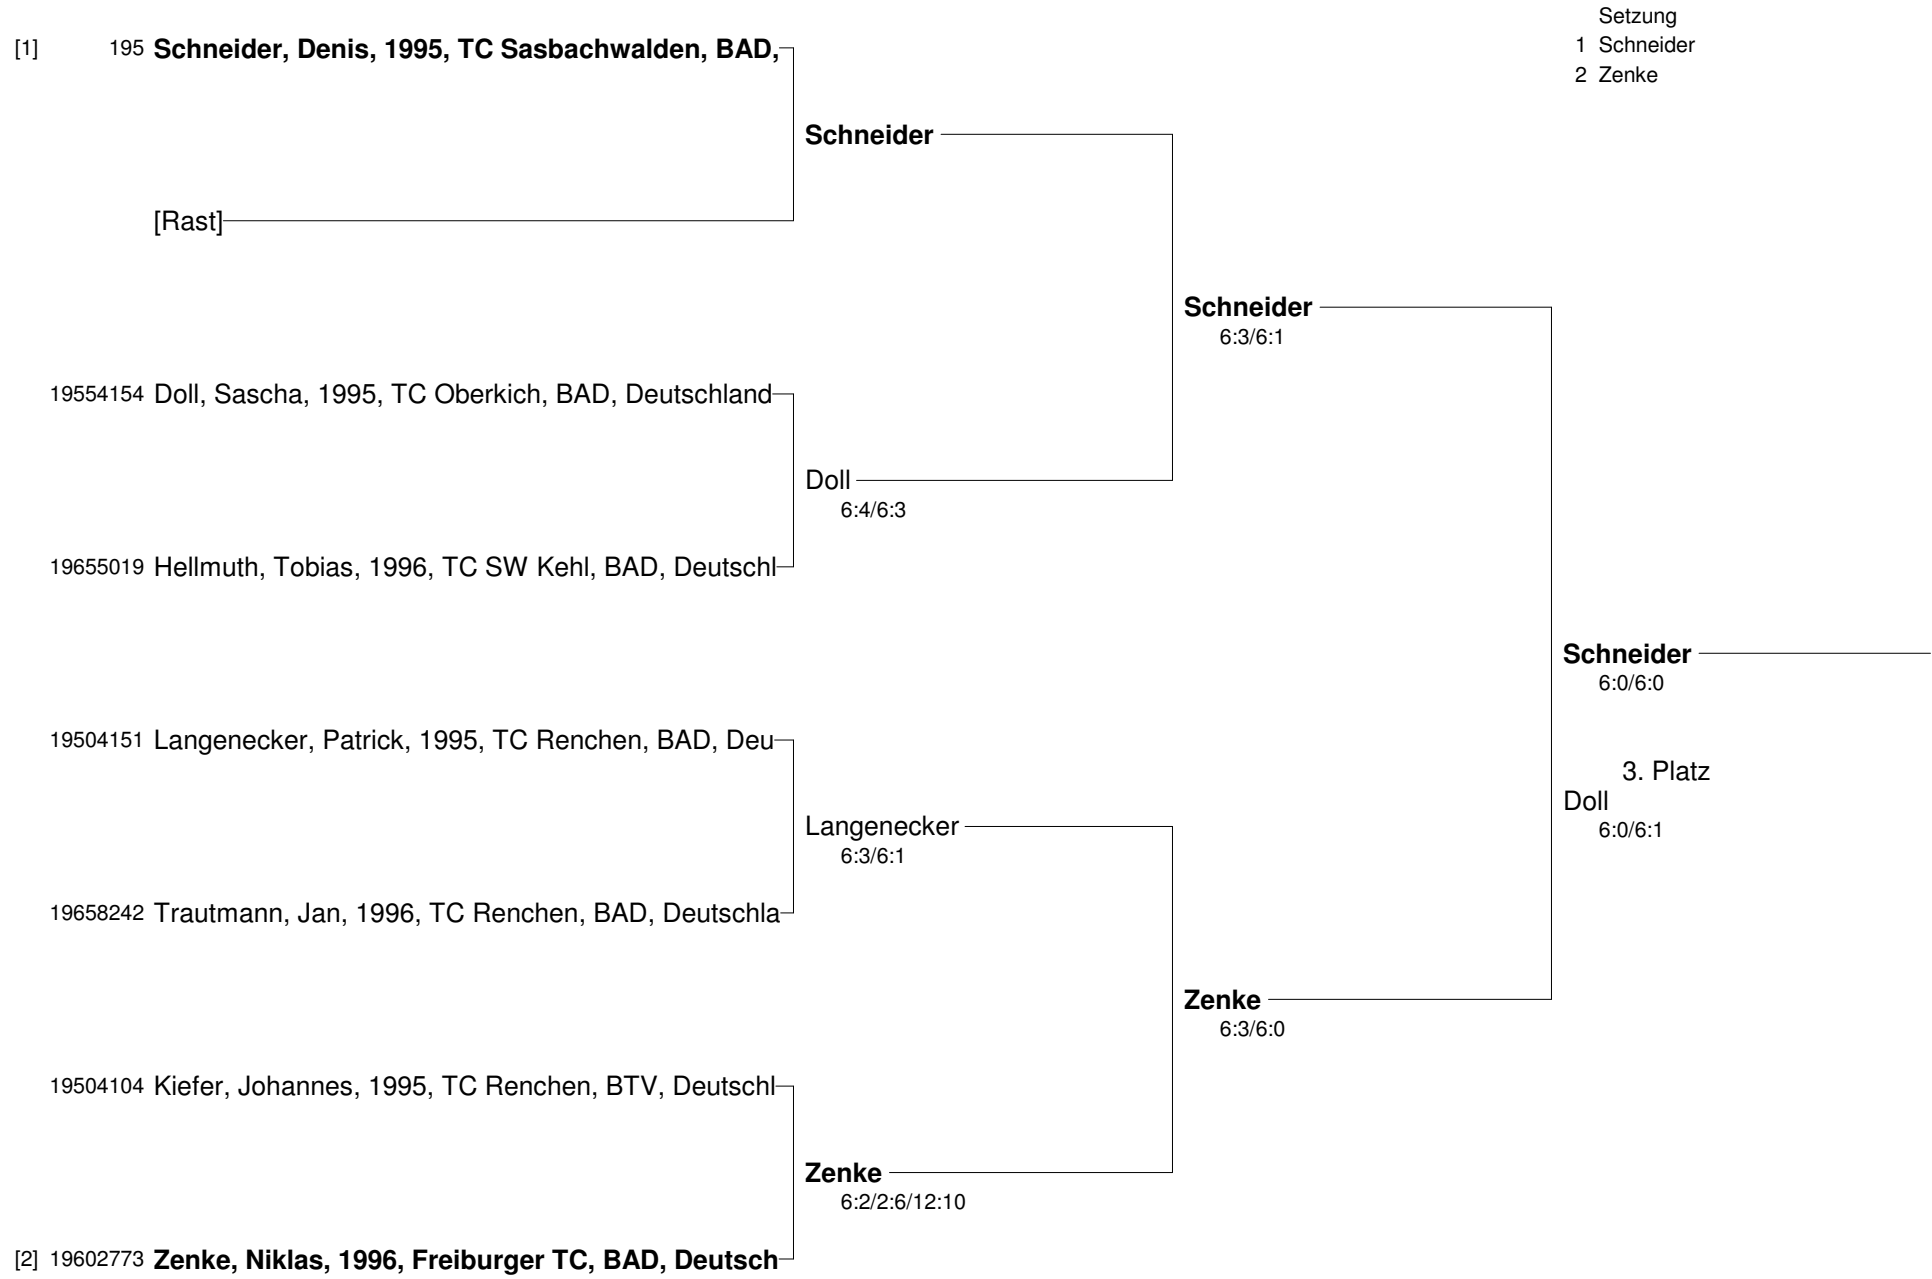 Setzung
1 Schneider
2 Zenke
[1] 195 Schneider, Denis, 1995, TC Sasbachwalden, BAD,
Schneider
[Rast]
Schneider
6:3/6:1
19554154 Doll, Sascha, 1995, TC Oberkich, BAD, Deutschland
Doll
6:4/6:3
19655019 Hellmuth, Tobias, 1996, TC SW Kehl, BAD, Deutschl
Schneider
6:0/6:0
19504151 Langenecker, Patrick, 1995, TC Renchen, BAD, Deu
3. Platz
Doll
6:0/6:1
Langenecker
6:3/6:1
19658242 Trautmann, Jan, 1996, TC Renchen, BAD, Deutschla
Zenke
6:3/6:0
19504104 Kiefer, Johannes, 1995, TC Renchen, BTV, Deutschl
Zenke
6:2/2:6/12:10
[2] 19602773 Zenke, Niklas, 1996, Freiburger TC, BAD, Deutsch